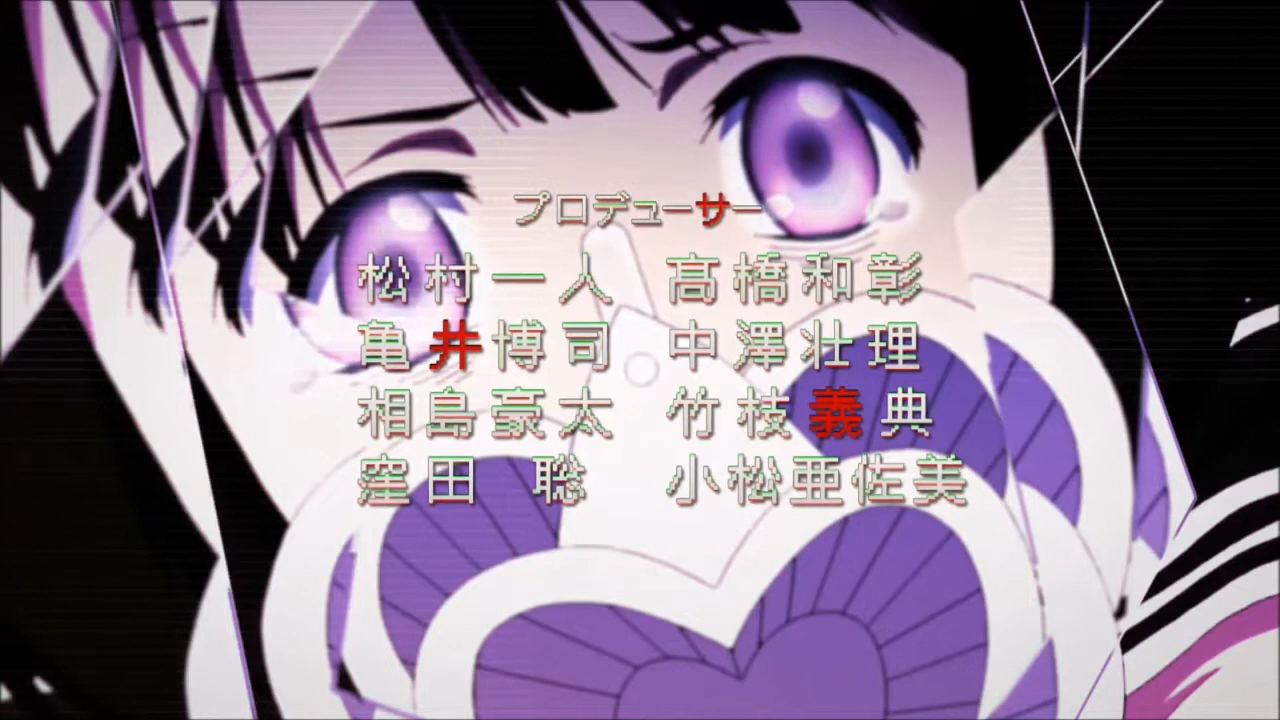 プロデューサー
松村一人 髙橋和彰
亀井博司 中澤壮理
相島豪太 竹枝義典
窪田 聡 小松亜佐美